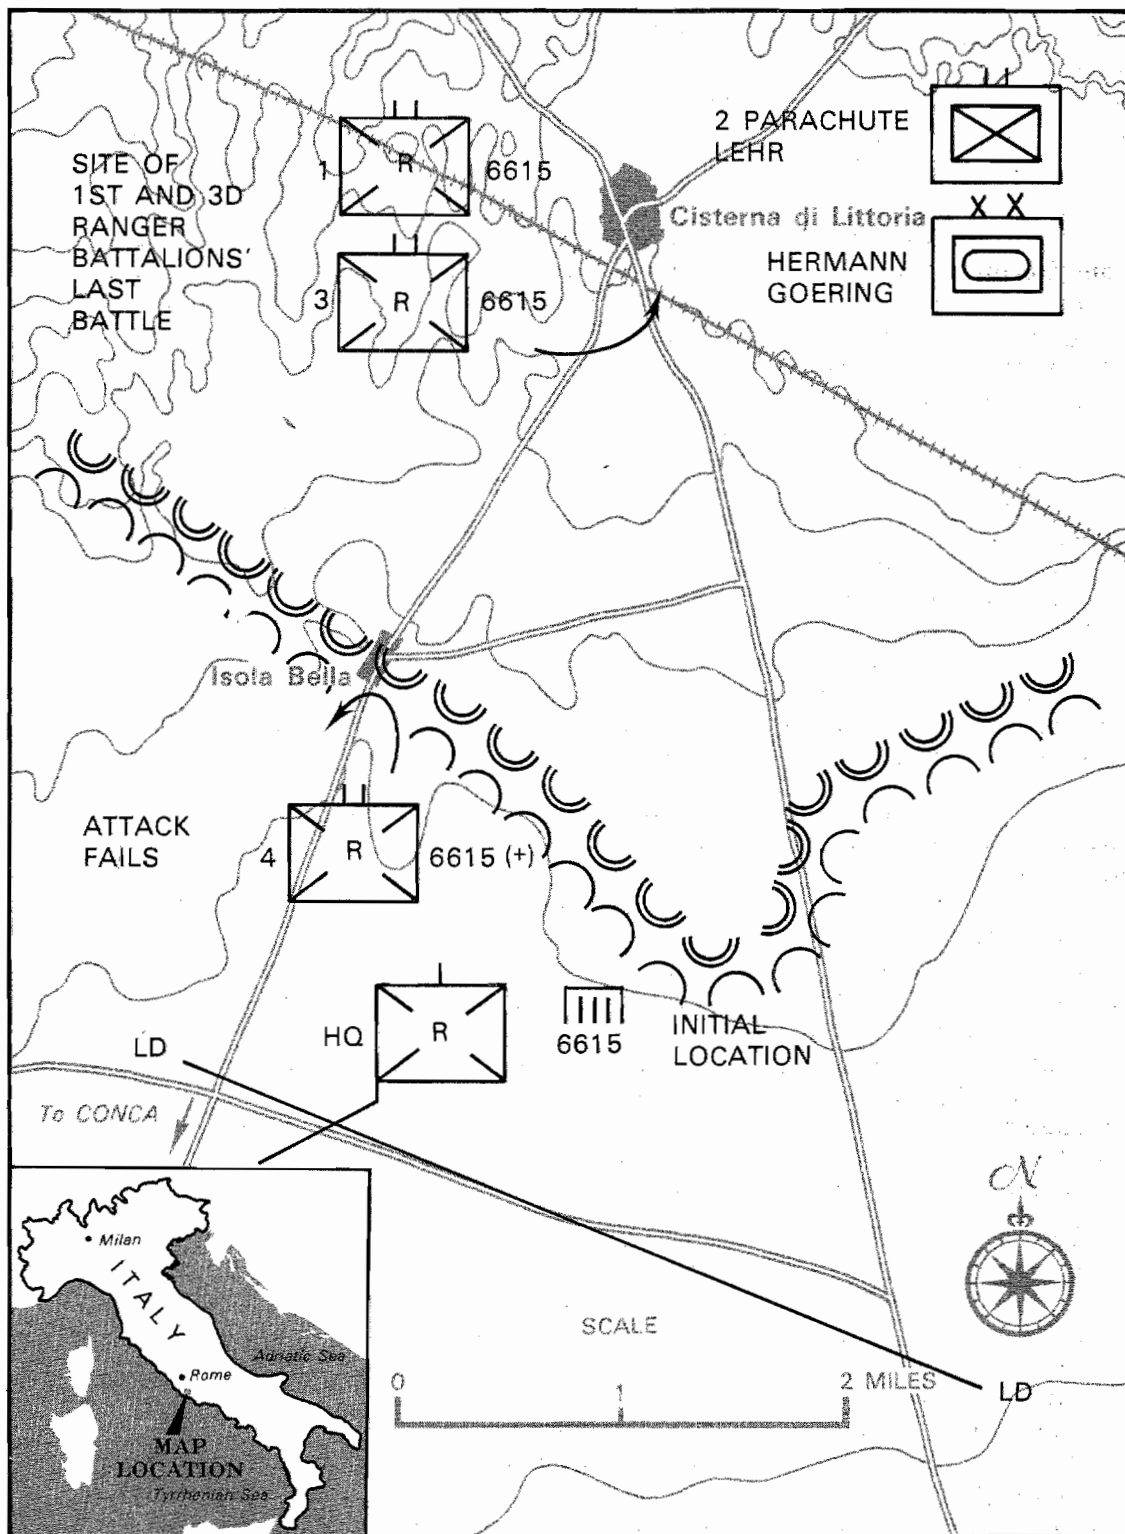 SITE OF
1ST AND 3D
RANGER
BATTALIONS'
LAST
BATTLE
1 R 6615
3 R 6615
2 PARACHUTE
LEHR
Cisterna di Littoria
HERMANN
GOERING
Isola Bella
ATTACK
FAILS
4 R 6615 (+)
HQ R
6615
INITIAL
LOCATION
LD
To CONCA
N
SCALE
0 1 2 MILES
LD
Milan
ITALY
Adriatic Sea
Rome
MAP
LOCATION
Tyrrhenian Sea